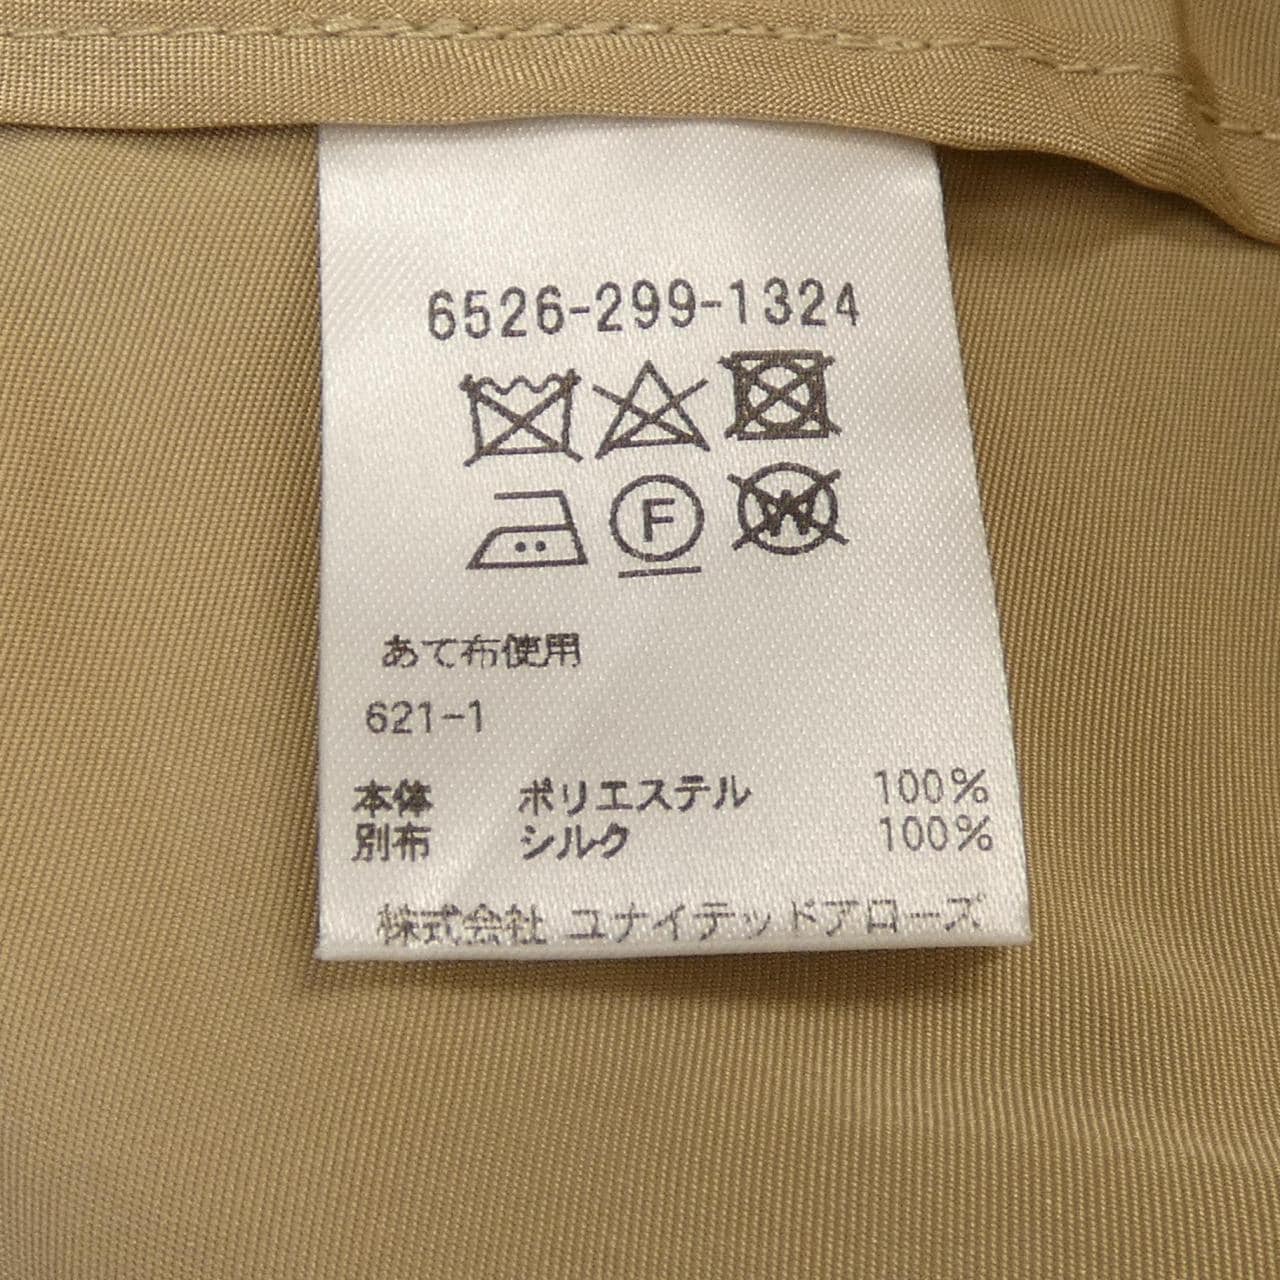 6526-299-1324
F
W
あて布使用
621-1
本体 ポリエステル 100%
別布 シルク 100%
株式会社 ユナイテッドアローズ